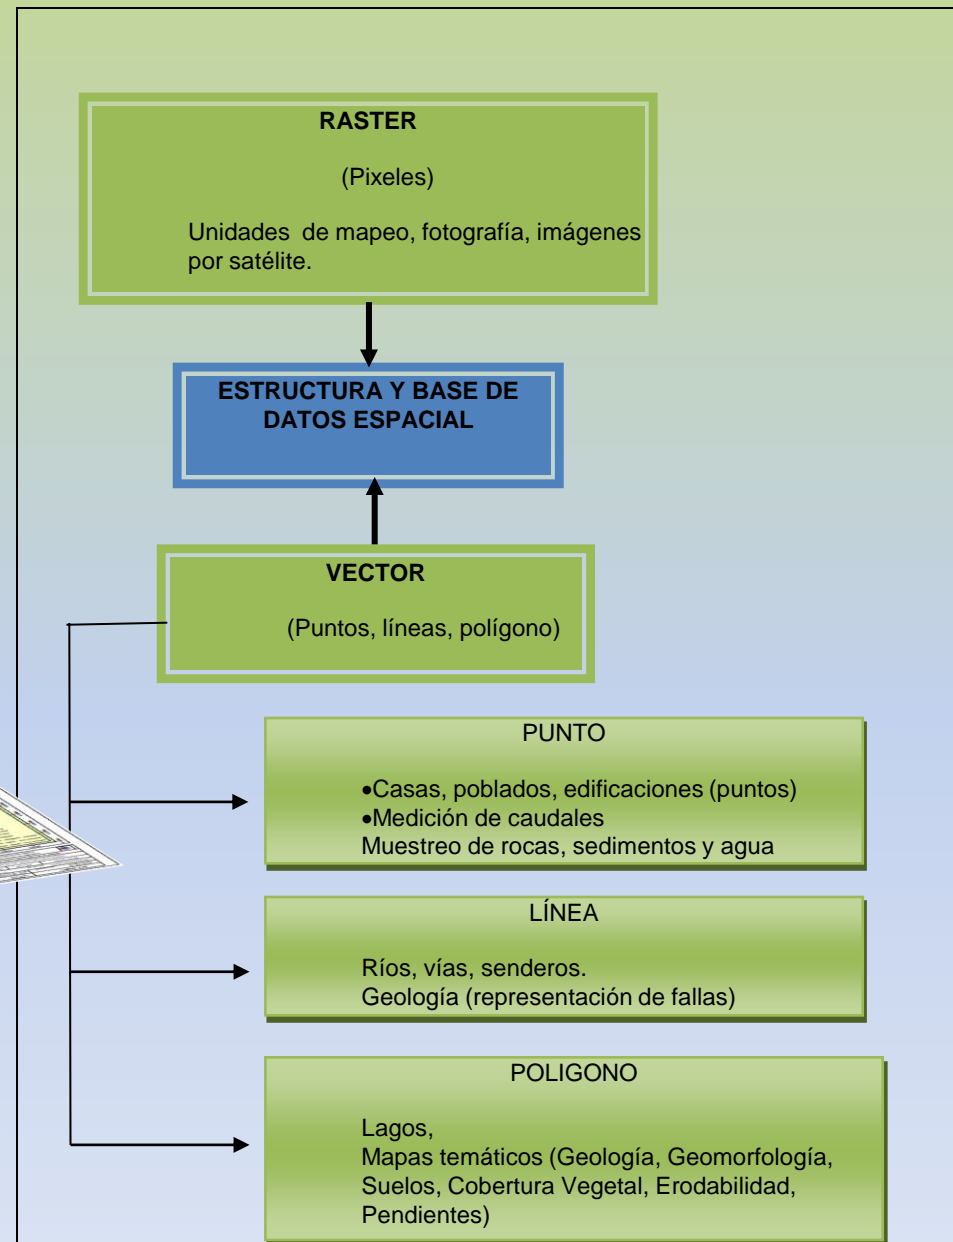 RASTER
(Pixeles)
Unidades de mapeo, fotografía, imágenes
por satélite.
ESTRUCTURA Y BASE DE
DATOS ESPACIAL
VECTOR
(Puntos, líneas, polígono)
PUNTO
•Casas, poblados, edificaciones (puntos)
•Medición de caudales
Muestreo de rocas, sedimentos y agua
LÍNEA
Ríos, vías, senderos.
Geología (representación de fallas)
POLIGONO
Lagos,
Mapas temáticos (Geología, Geomorfología,
Suelos, Cobertura Vegetal, Erodabilidad,
Pendientes)